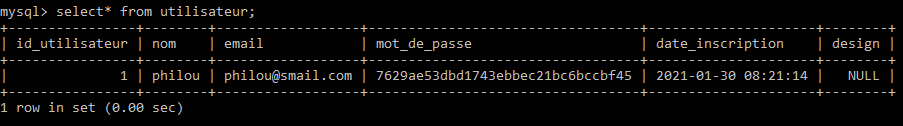 mysql> select* from utilisateur;
+----------------+--------+------------------+----------------------------------+---------------------+--------+
| id_utilisateur | nom | email | mot_de_passe | date_inscription | design |
+----------------+--------+------------------+----------------------------------+---------------------+--------+
| 1 | philou | philou@smail.com | 7629ae53dbd1743ebbec21bc6bccbf45 | 2021-01-30 08:21:14 | NULL |
+----------------+--------+------------------+----------------------------------+---------------------+--------+
1 row in set (0.00 sec)